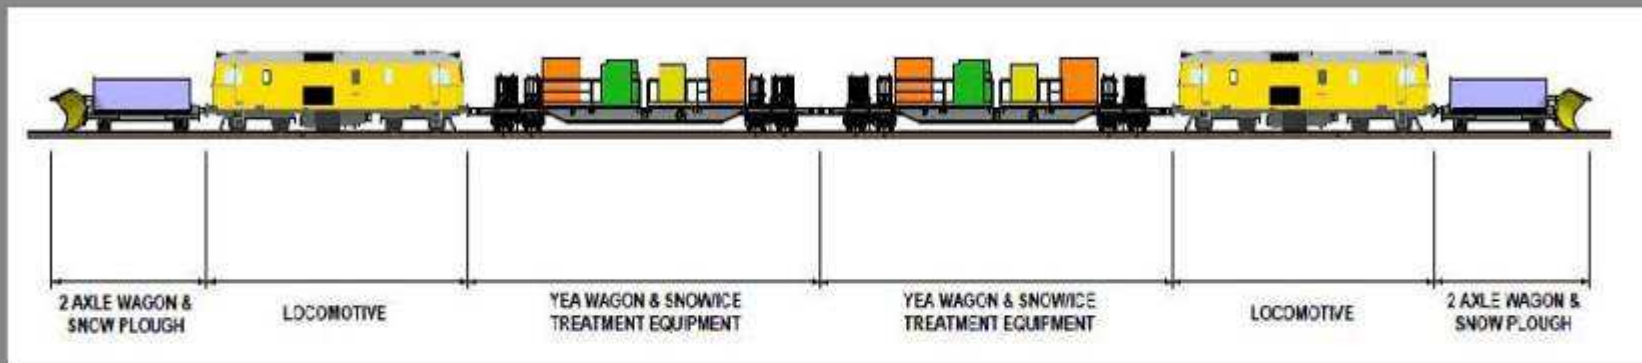 2 AXLE WAGON &
SNOW PLOUGH
LOCOMOTIVE
YEA WAGON & SNOW/ICE
TREATMENT EQUIPMENT
YEA WAGON & SNOW/ICE
TREATMENT EQUIPMENT
LOCOMOTIVE
2 AXLE WAGON &
SNOW PLOUGH